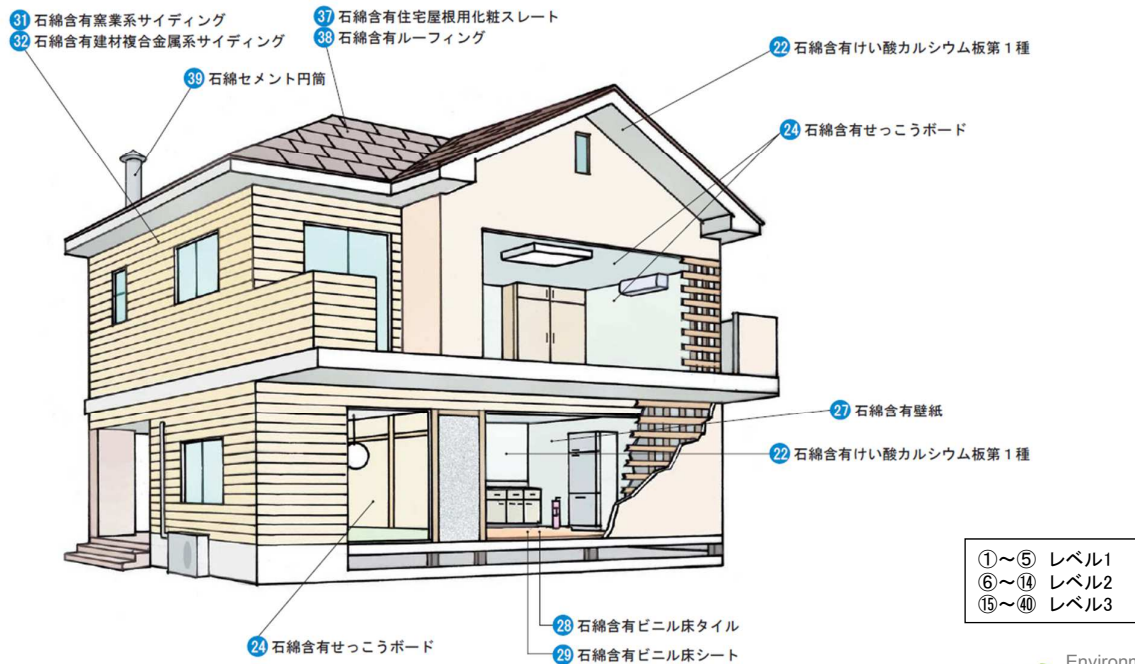 31 石綿含有窯業系サイディング
32 石綿含有建材複合金属系サイディング
37 石綿含有住宅屋根用化粧スレート
38 石綿含有ルーフィング
39 石綿セメント円筒
22 石綿含有けい酸カルシウム板第1種
24 石綿含有せっこうボード
27 石綿含有壁紙
22 石綿含有けい酸カルシウム板第1種
①～⑤ レベル1
⑥～⑭ レベル2
⑮～㊵ レベル3
28 石綿含有ビニル床タイル
24 石綿含有せっこうボード
29 石綿含有ビニル床シート